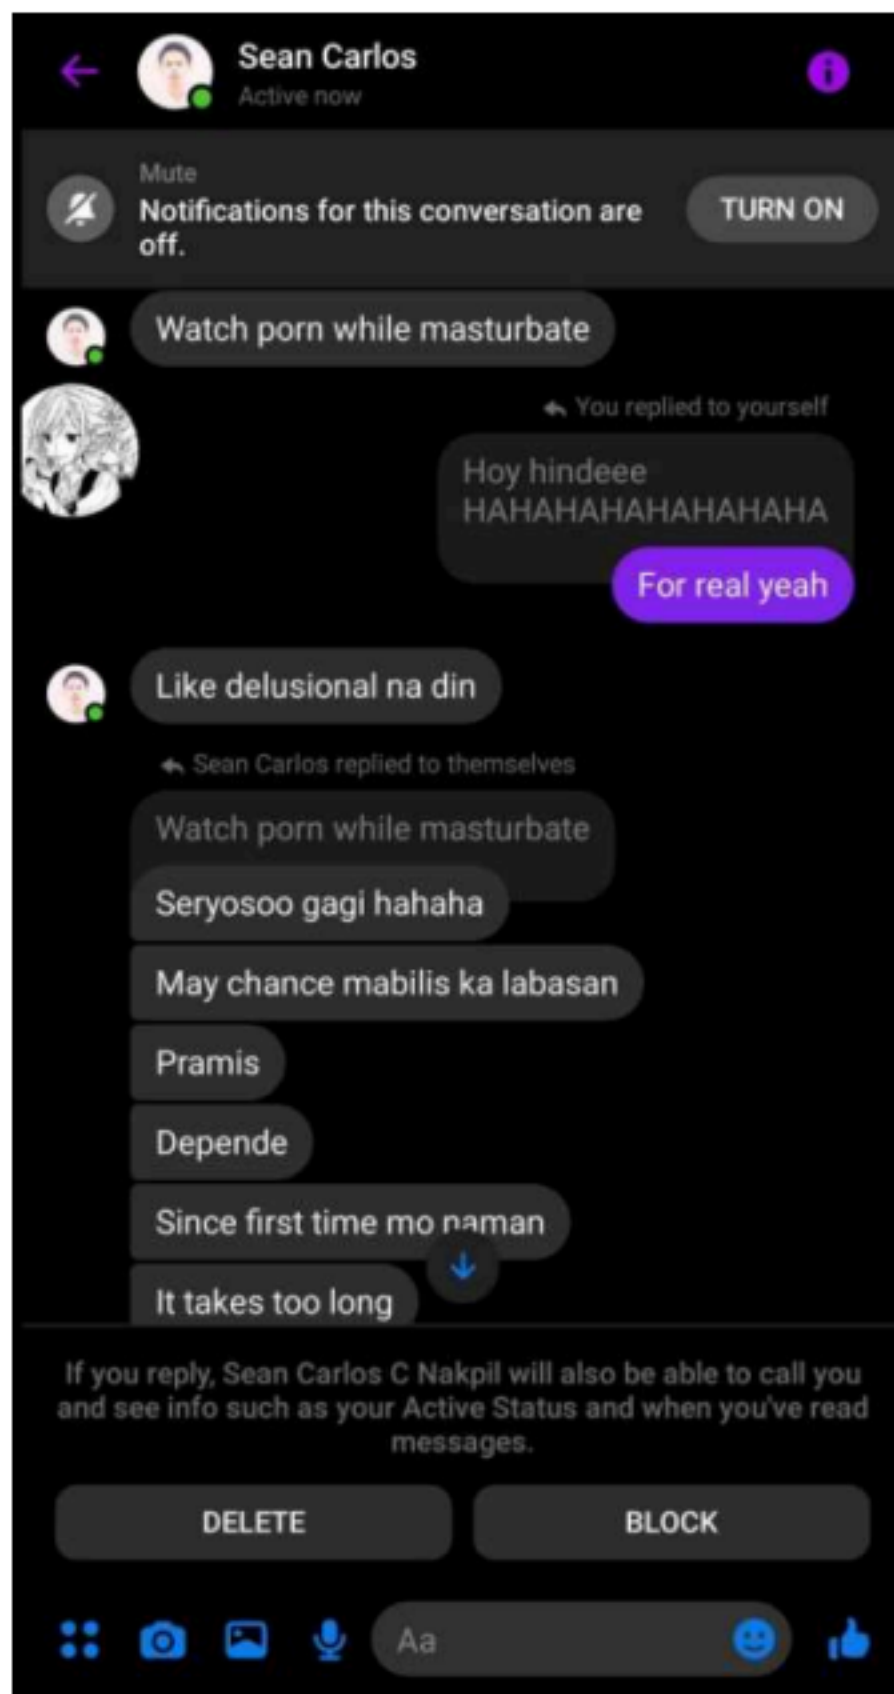 Sean Carlos
Active now
Mute
Notifications for this conversation are
off.
TURN ON
Watch porn while masturbate
You replied to yourself
Hoy hindeee
HAHAHAHAHAHAHAHA
For real yeah
Like delusional na din
Sean Carlos replied to themselves
Watch porn while masturbate
Seryosoo gagi hahaha
May chance mabilis ka labasan
Pramis
Depende
Since first time mo naman
It takes too long
If you reply, Sean Carlos C Nakpil will also be able to call you
and see info such as your Active Status and when you've read
messages.
DELETE
BLOCK
Aa